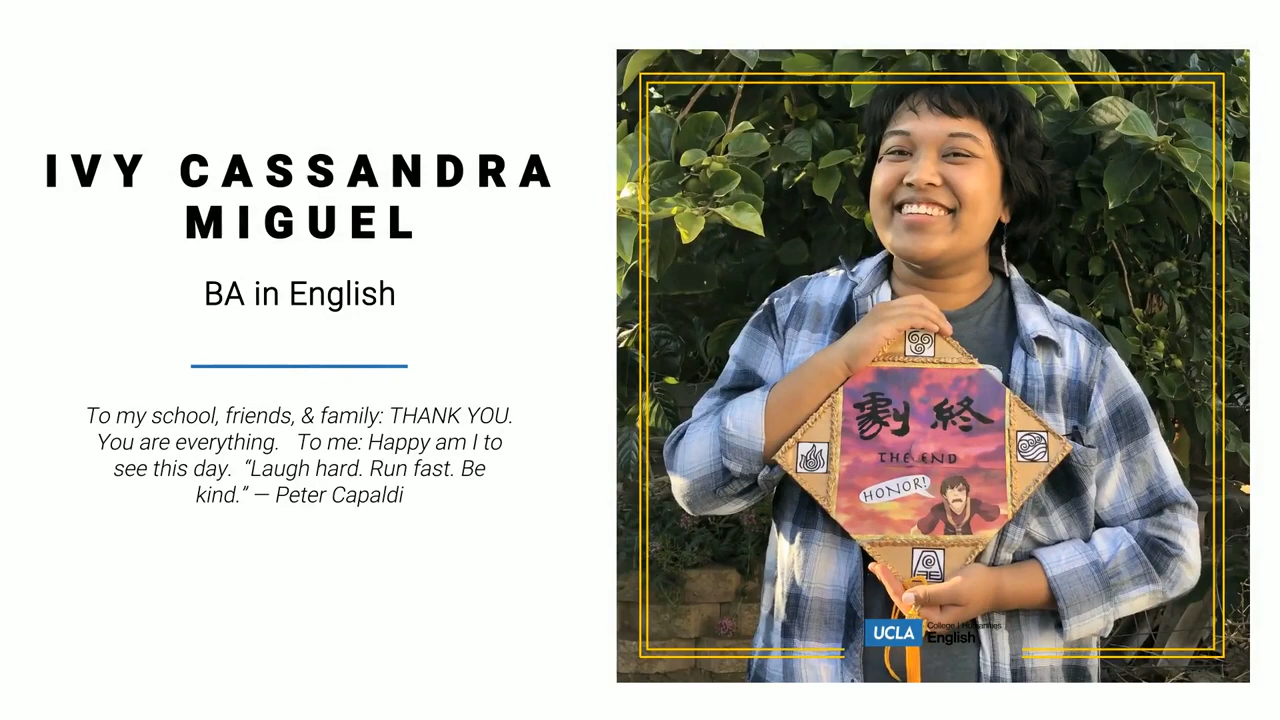 IVY CASSANDRA
MIGUEL
BA in English
To my school, friends, & family: THANK YOU.
You are everything.   To me: Happy am I to
see this day.  “Laugh hard. Run fast. Be
kind.” — Peter Capaldi
劇終
THE END
HONOR!
UCLA
College | Humanities
English